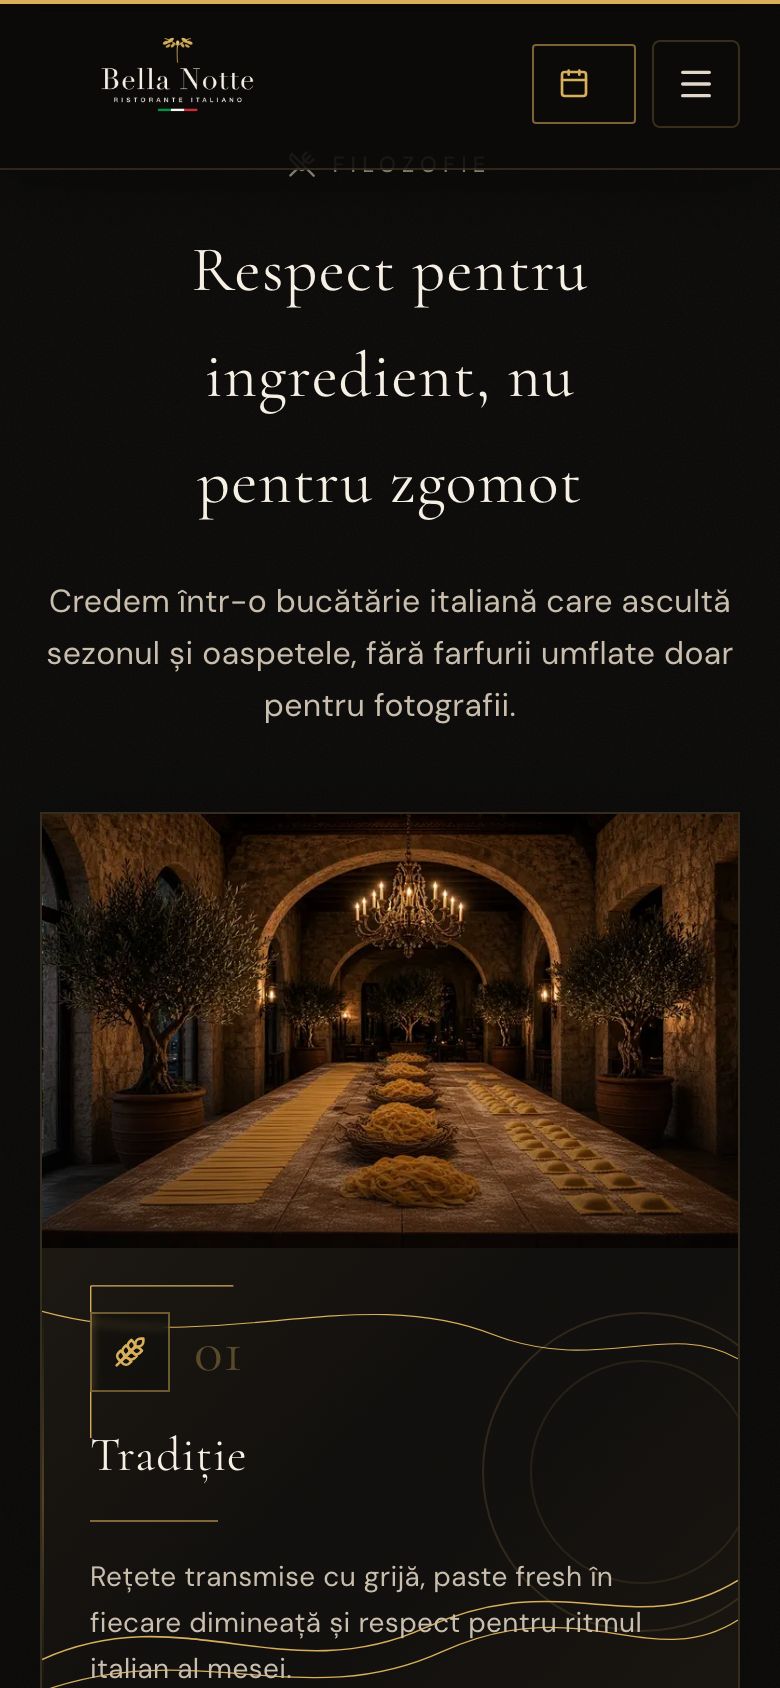 Bella Notte
RISTORANTE ITALIANO
FILOZOFIE
Respect pentru
ingredient, nu
pentru zgomot
Credem într-o bucătărie italiană care ascultă
sezonul și oaspetele, fără farfurii umflate doar
pentru fotografii.
01
Tradiție
Rețete transmise cu grijă, paste fresh în
fiecare dimineață și respect pentru ritmul
italian al mesei.